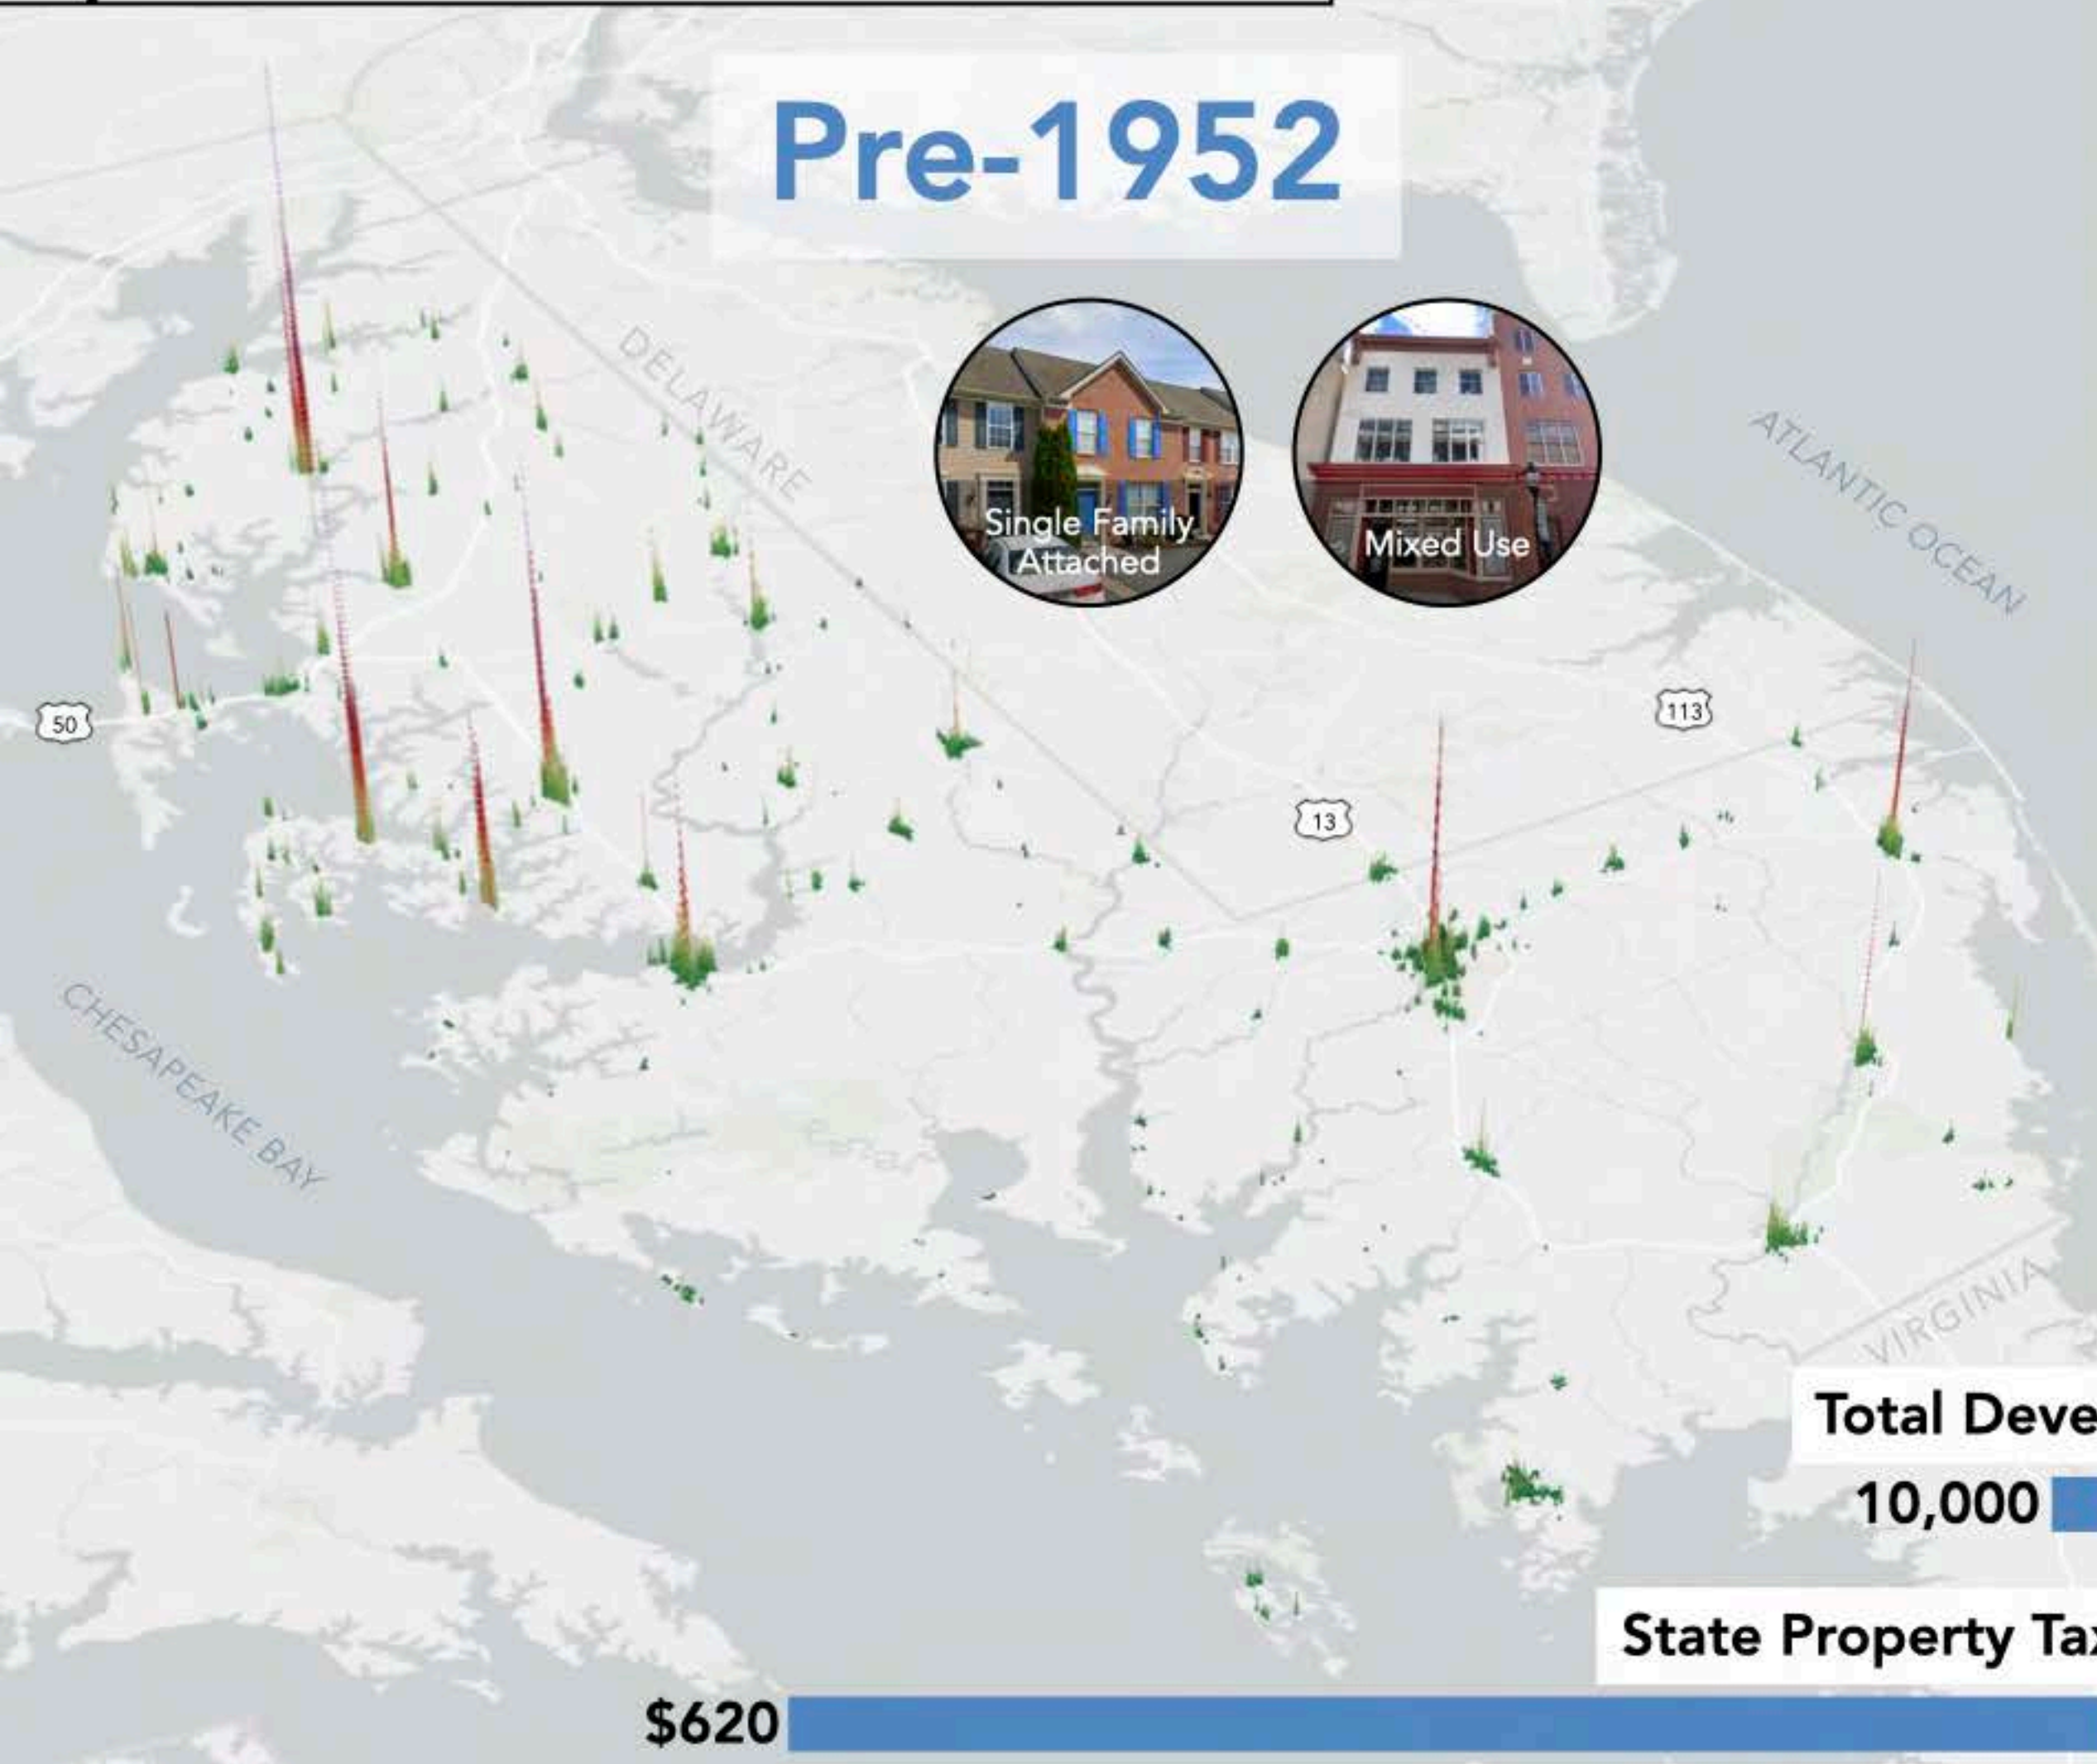 Pre-1952
DELAWARE
Single Family
Attached
Mixed Use
ATLANTIC OCEAN
50
113
13
CHESAPEAKE BAY
VIRGINIA
Total Deve
10,000
State Property Tax
$620